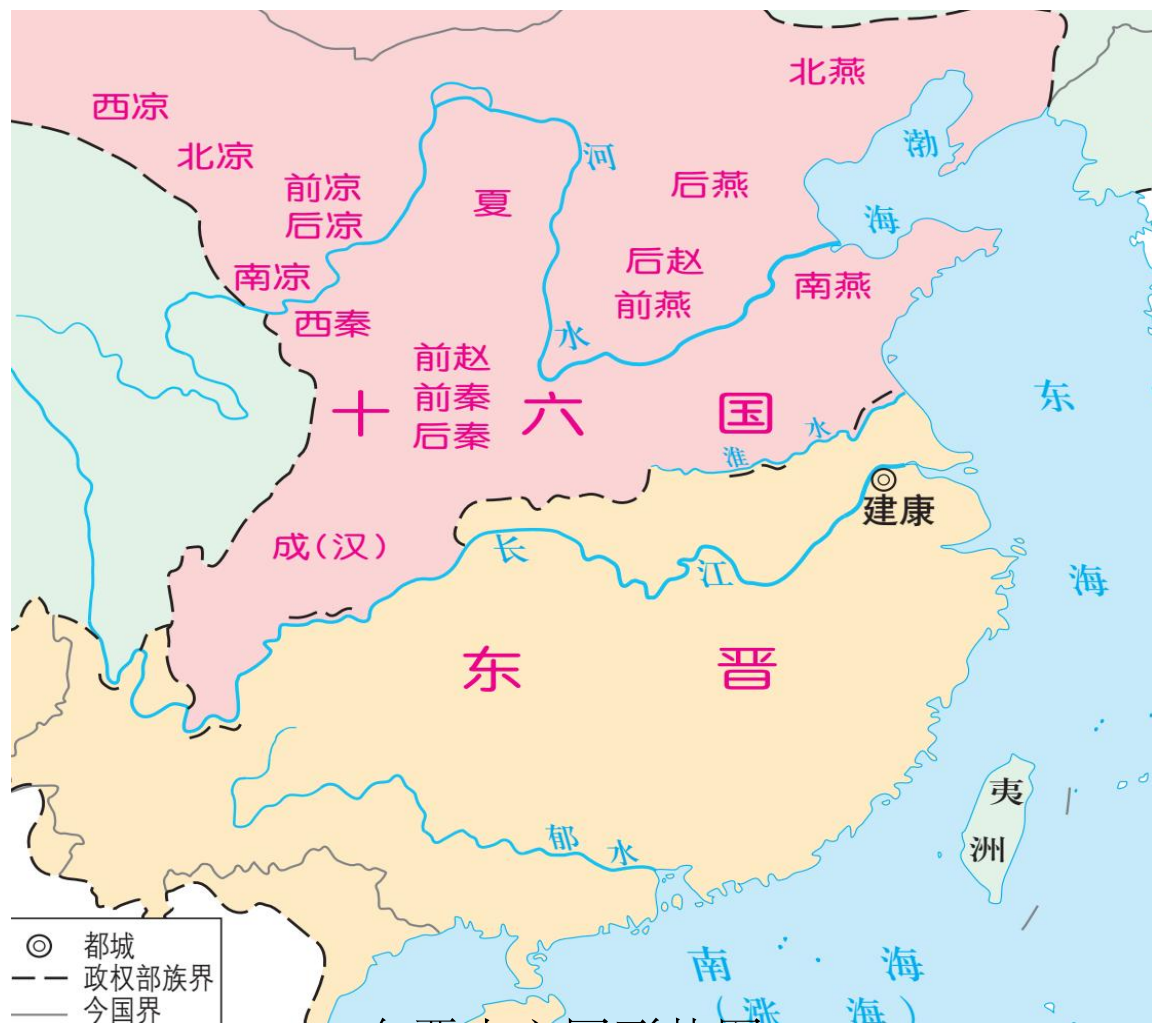 北燕
西凉
渤
北凉
河
前凉
后燕
后凉
夏
海
后赵
南凉
南燕
前燕
西秦
水
前赵
前秦
后秦
东
十六国
水
淮
建康
成(汉)
长
江
海
东晋
夷
洲
郁水
都城
政权部族界
今国界
南海
(涨海)